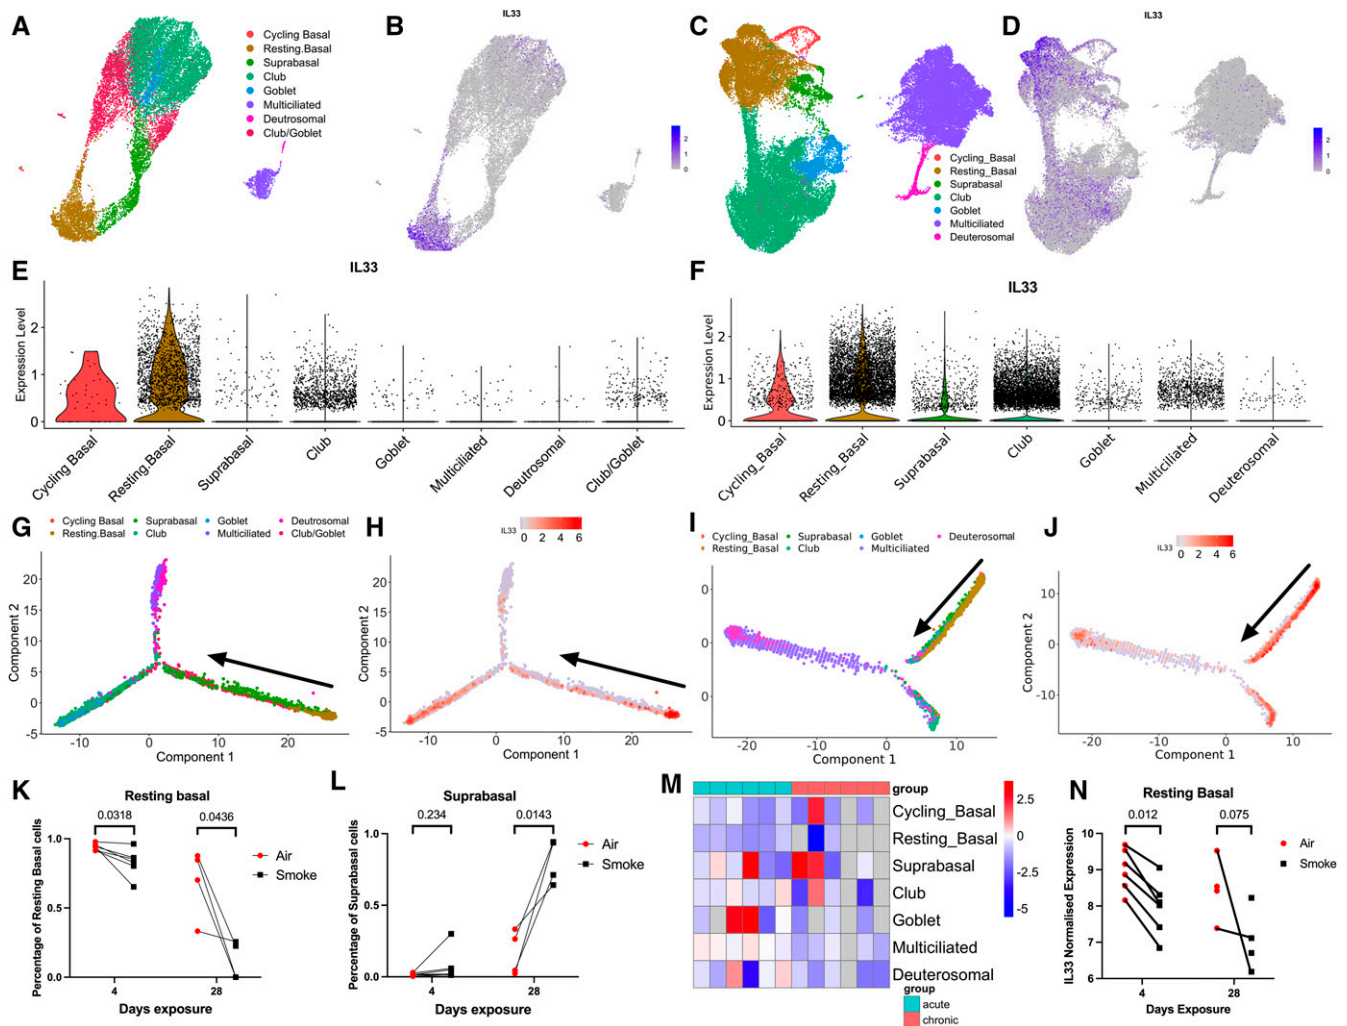 A
Cycling Basal
Resting.Basal
Suprabasal
Club
Goblet
Multiciliated
Deutrosomal
Club/Goblet
B
IL33
2
1
0
C
Cycling_Basal
Resting_Basal
Suprabasal
Club
Goblet
Multiciliated
Deuterosomal
D
IL33
2
1
0
E
IL33
Expression Level
2
1
0
Cycling Basal
Resting.Basal
Suprabasal
Club
Goblet
Multiciliated
Deutrosomal
Club/Goblet
F
IL33
Expression Level
2
1
0
Cycling_Basal
Resting_Basal
Suprabasal
Club
Goblet
Multiciliated
Deuterosomal
G
Cycling Basal Suprabasal Goblet Deutrosomal
Resting.Basal Club Multiciliated Club/Goblet
Component 2
20
15
10
5
0
-5
-10 0 10 20
Component 1
H
IL33
0 2 4 6
20
15
10
5
0
-5
-10 0 10 20
Component 1
I
Cycling_Basal Suprabasal Goblet Deuterosomal
Resting_Basal Club Multiciliated
0
0
0
-20 -10 0 10
Component 1
J
IL33
0 2 4 6
Component 2
10
0
-10
-20 -10 0 10
Component 1
K
Resting basal
0.0318 0.0436
Percentage of Resting Basal cells
1.0
0.5
0.0
4 28
Days exposure
Air
Smoke
L
Suprabasal
0.234 0.0143
Percentage of Suprabasal cells
1.0
0.5
0.0
4 28
Days exposure
Air
Smoke
M
group
Cycling_Basal
Resting_Basal
Suprabasal
Club
Goblet
Multiciliated
Deuterosomal
2.5
0
-2.5
-5
group
acute
chronic
N
Resting Basal
0.012 0.075
IL33 Normalised Expression
10
9
8
7
6
4 28
Days Exposure
Air
Smoke